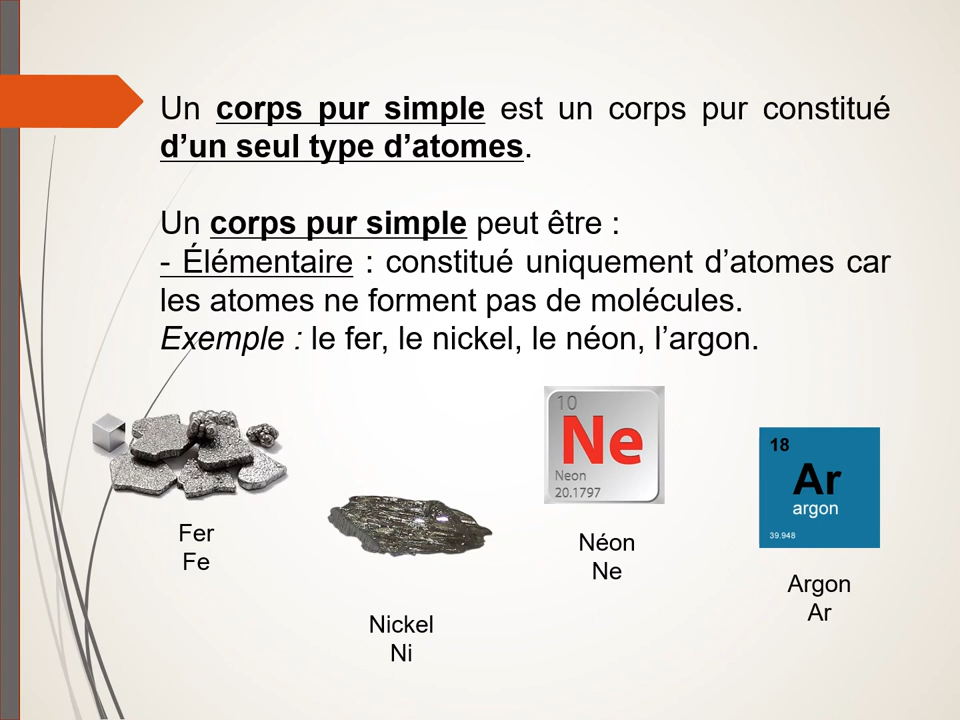 Un corps pur simple est un corps pur constitué
d’un seul type d’atomes.
Un corps pur simple peut être :
- Élémentaire : constitué uniquement d’atomes car
les atomes ne forment pas de molécules.
Exemple : le fer, le nickel, le néon, l’argon.
10
Ne
Neon
20.1797
18
Ar
argon
39.948
Fer
Fe
Néon
Ne
Argon
Ar
Nickel
Ni